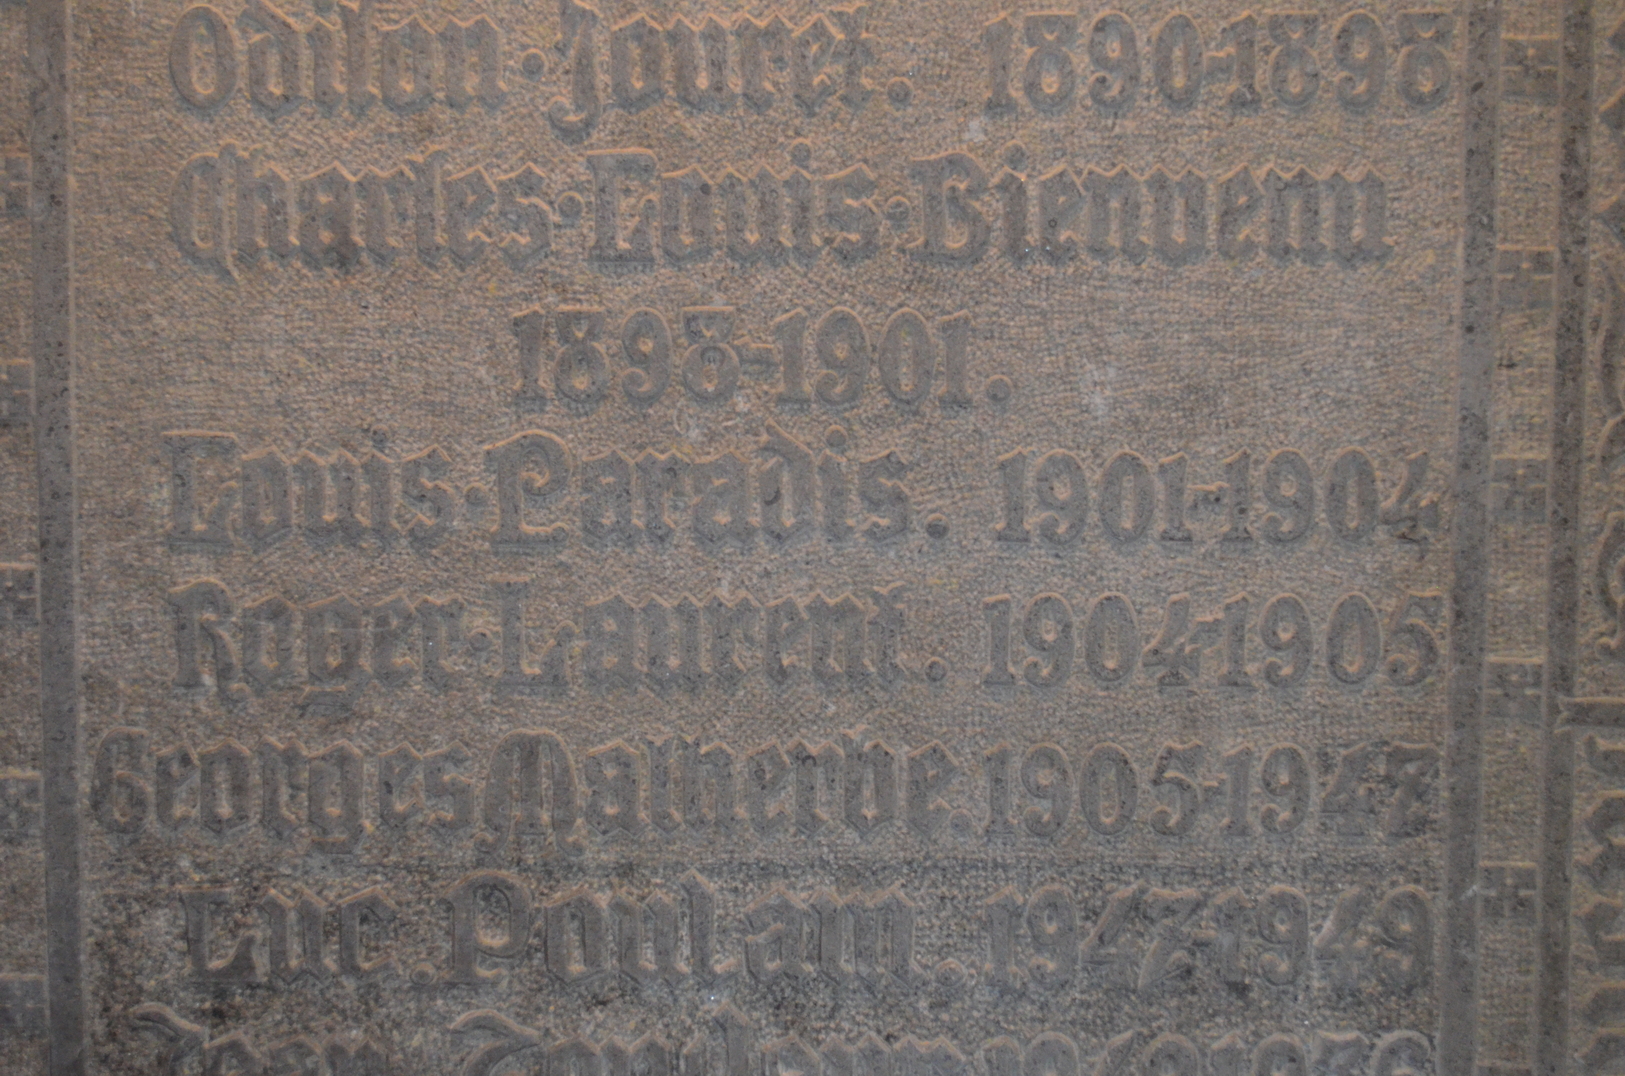 Odilon·Jouret. 1890-1898
Charles·Louis·Bienvenu
1898-1901.
Louis·Paradis. 1901-1904
Roger·Laurent. 1904-1905
Georges Malherbe. 1905-1947
Luc. Poulain. 1947-1949